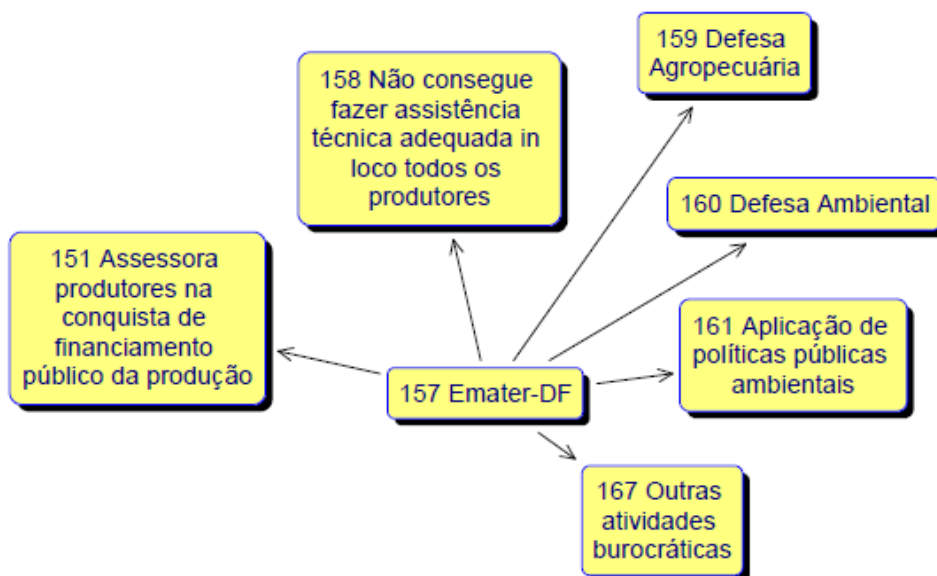 159 Defesa
Agropecuária
158 Não consegue
fazer assistência
técnica adequada in
loco todos os
produtores
160 Defesa Ambiental
151 Assessora
produtores na
conquista de
financiamento
público da produção
161 Aplicação de
políticas públicas
ambientais
157 Emater-DF
167 Outras
atividades
burocráticas